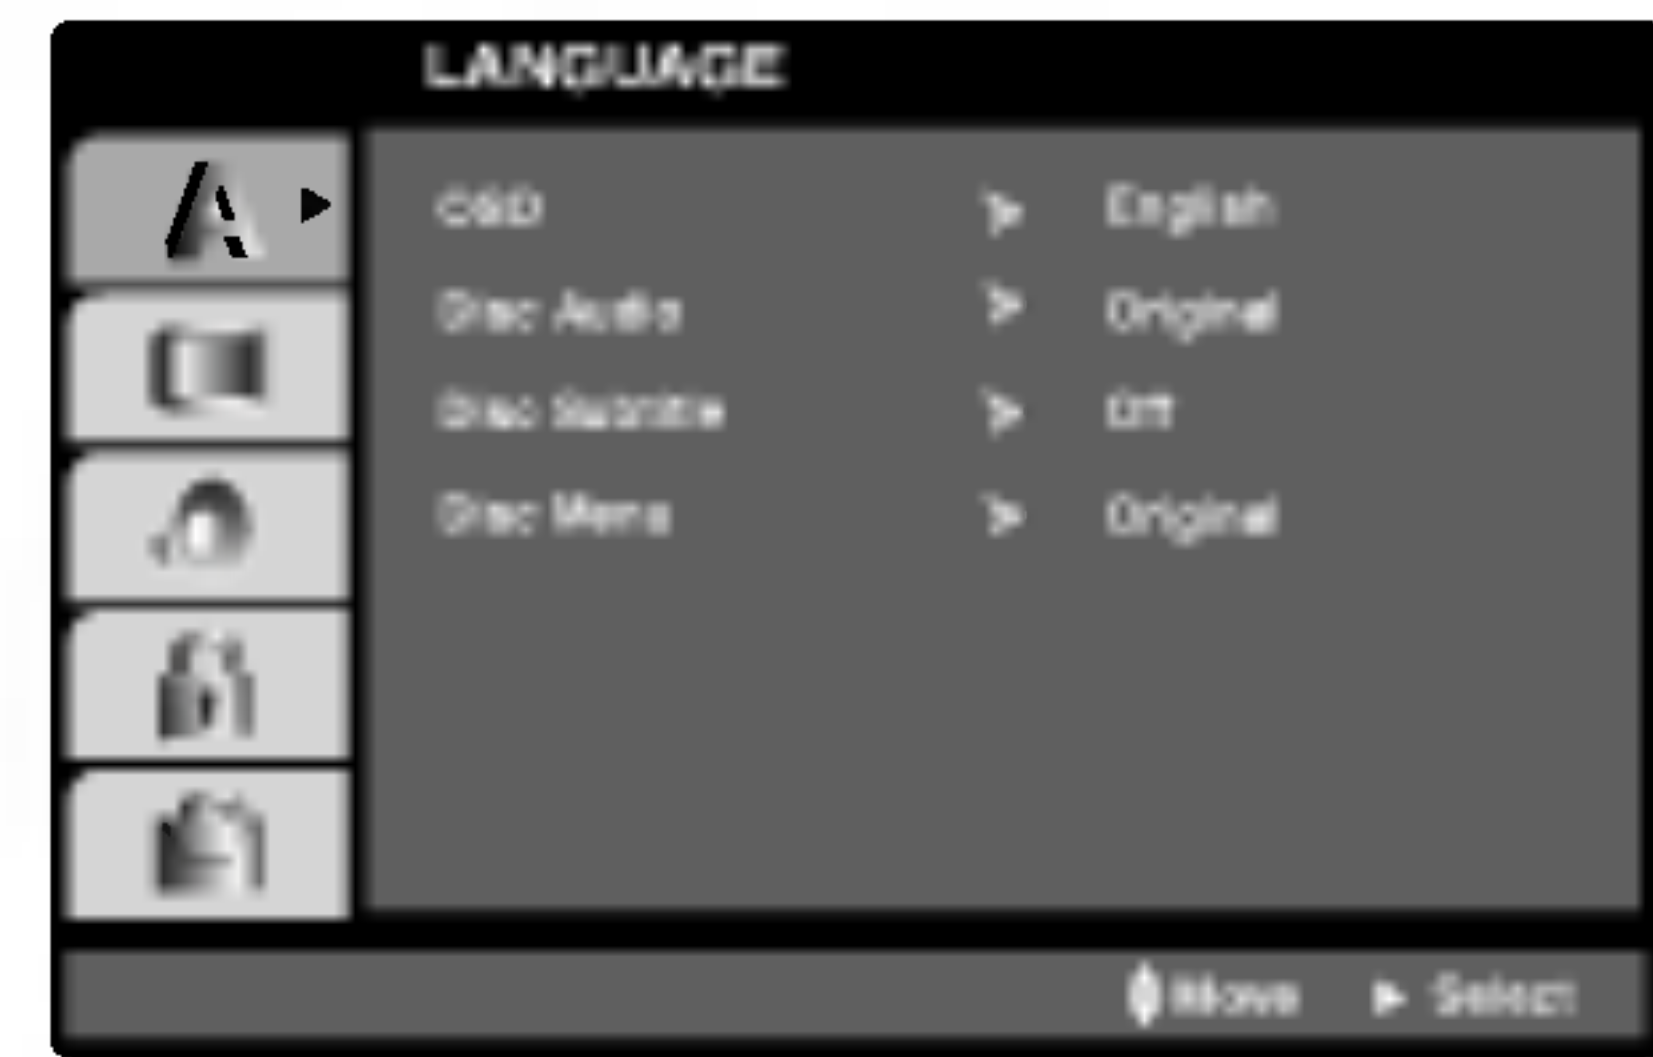 LANGUAGE
OSD English
Disc Audio Original
Disc Subtitle Off
Disc Menu Original
Move Select